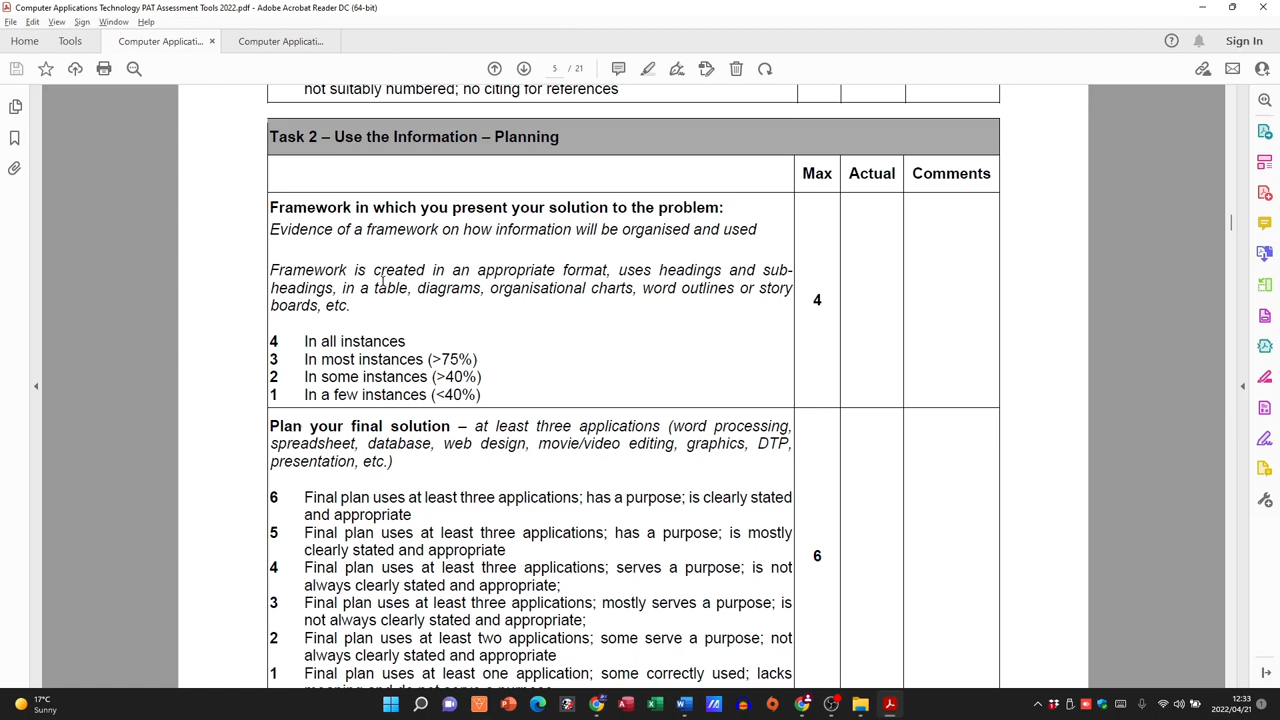 Computer Applications Technology PAT Assessment Tools 2022.pdf - Adobe Acrobat Reader DC (64-bit)
File Edit View Sign Window Help
Home Tools Computer Applicati... × Computer Applicati... Sign In
5 / 21
not suitably numbered; no citing for references
Task 2 – Use the Information – Planning
Max Actual Comments
Framework in which you present your solution to the problem:
Evidence of a framework on how information will be organised and used
Framework is created in an appropriate format, uses headings and sub-
headings, in a table, diagrams, organisational charts, word outlines or story
boards, etc.
4
4 In all instances
3 In most instances (>75%)
2 In some instances (>40%)
1 In a few instances (<40%)
Plan your final solution – at least three applications (word processing,
spreadsheet, database, web design, movie/video editing, graphics, DTP,
presentation, etc.)
6 Final plan uses at least three applications; has a purpose; is clearly stated
and appropriate
5 Final plan uses at least three applications; has a purpose; is mostly
clearly stated and appropriate
6
4 Final plan uses at least three applications; serves a purpose; is not
always clearly stated and appropriate;
3 Final plan uses at least three applications; mostly serves a purpose; is
not always clearly stated and appropriate;
2 Final plan uses at least two applications; some serve a purpose; not
always clearly stated and appropriate
1 Final plan uses at least one application; some correctly used; lacks
17°C
Sunny
12:33
2022/04/21